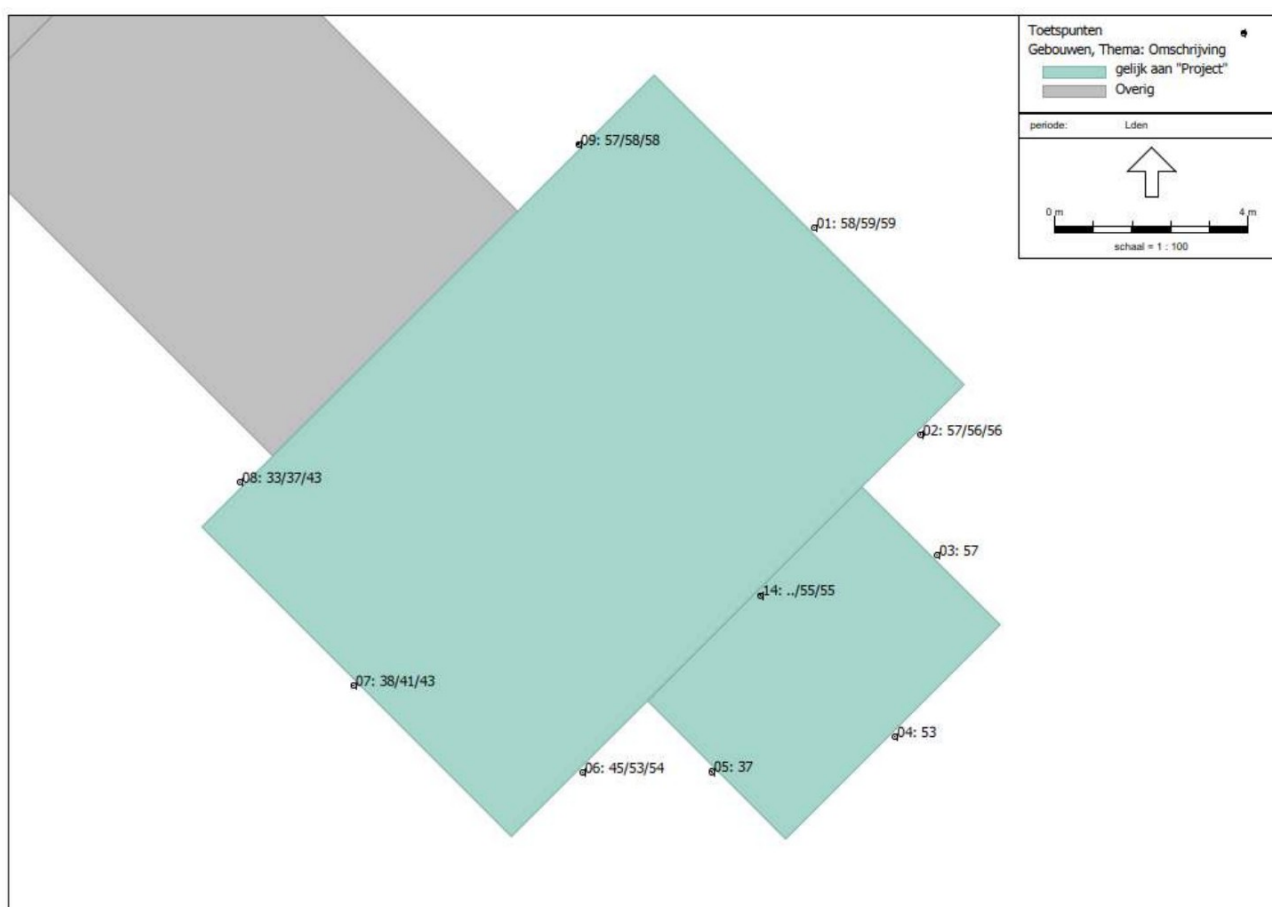 Toetspunten
Gebouwen, Thema: Omschrijving
gelijk aan "Project"
Overig
periode: Lden
0 m 4 m
schaal = 1 : 100
09: 57/58/58
01: 58/59/59
02: 57/56/56
08: 33/37/43
03: 57
14: ../55/55
07: 38/41/43
04: 53
06: 45/53/54
05: 37